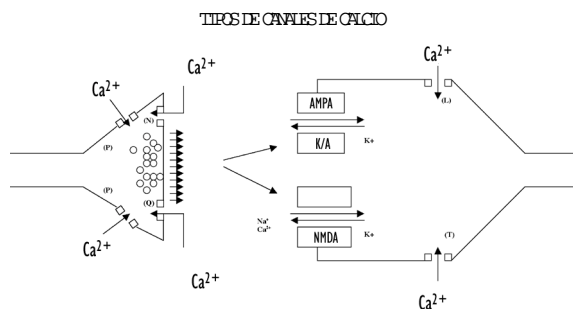 TIPOS DE CANALES DE CALCIO
Ca2+
Ca2+
Ca2+
(N)
(P)
AMPA
K/A
K+
(L)
(P)
(Q)
Na+
Ca2+
NMDA
K+
(T)
Ca2+
Ca2+
Ca2+